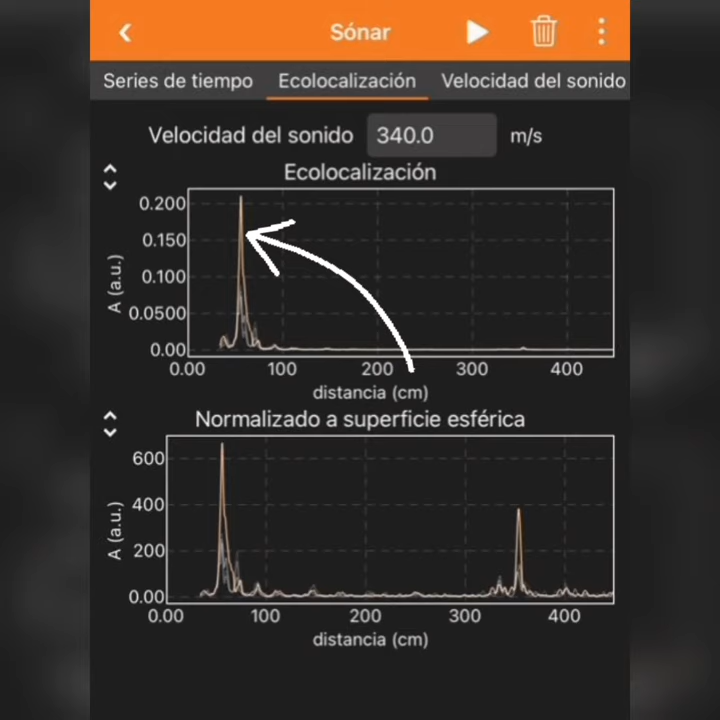 Sónar
Series de tiempo Ecolocalización Velocidad del sonido
Velocidad del sonido 340.0 m/s
Ecolocalización
0.200
0.150
0.100
0.0500
0.00
A (a.u.)
0.00 100 200 300 400
distancia (cm)
Normalizado a superficie esférica
600
400
200
0.00
A (a.u.)
0.00 100 200 300 400
distancia (cm)